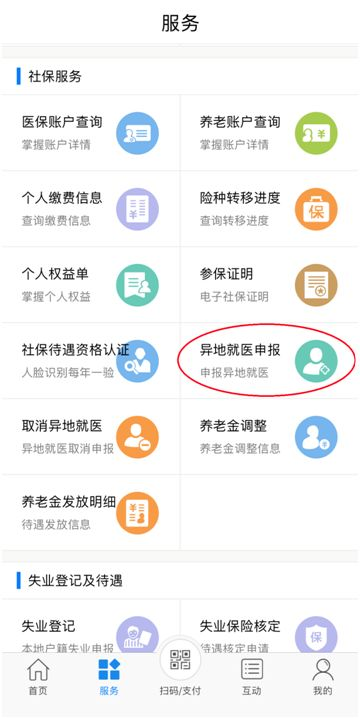 服务
社保服务
医保账户查询
掌握账户详情
养老账户查询
掌握账户详情
个人缴费信息
查询缴费信息
险种转移进度
查询转移进度
保
个人权益单
掌握个人权益
参保证明
电子社保证明
社保待遇资格认证
人脸识别每年一验
异地就医申报
申报异地就医
取消异地就医
异地就医取消申报
养老金调整
养老金调整信息
养老金发放明细
待遇发放信息
失业登记及待遇
失业登记
本地户籍失业申报
失业保险核定
待遇核定申请
保
首页
服务
扫码/支付
互动
我的